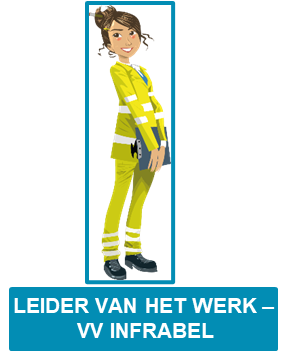 LEIDER VAN HET WERK –
VV INFRABEL